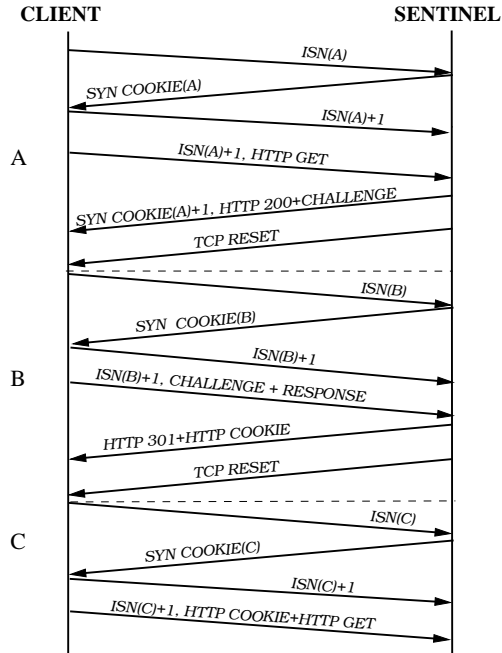 CLIENT SENTINEL
ISN(A)
SYN COOKIE(A)
ISN(A)+1
A
ISN(A)+1, HTTP GET
SYN COOKIE(A)+1, HTTP 200+CHALLENGE
TCP RESET
ISN(B)
SYN COOKIE(B)
ISN(B)+1
B
ISN(B)+1, CHALLENGE + RESPONSE
HTTP 301+HTTP COOKIE
TCP RESET
ISN(C)
C
SYN COOKIE(C)
ISN(C)+1
ISN(C)+1, HTTP COOKIE+HTTP GET